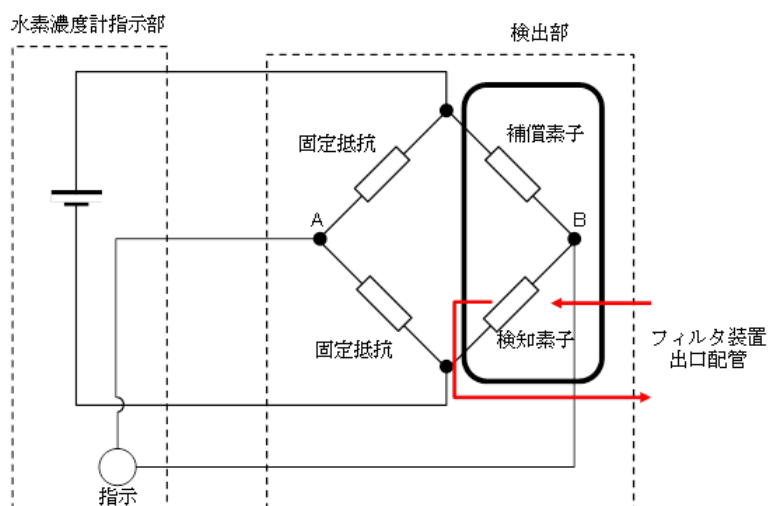 水素濃度計指示部
検出部
固定抵抗
補償素子
A
B
固定抵抗
検知素子
フィルタ装置
出口配管
指示